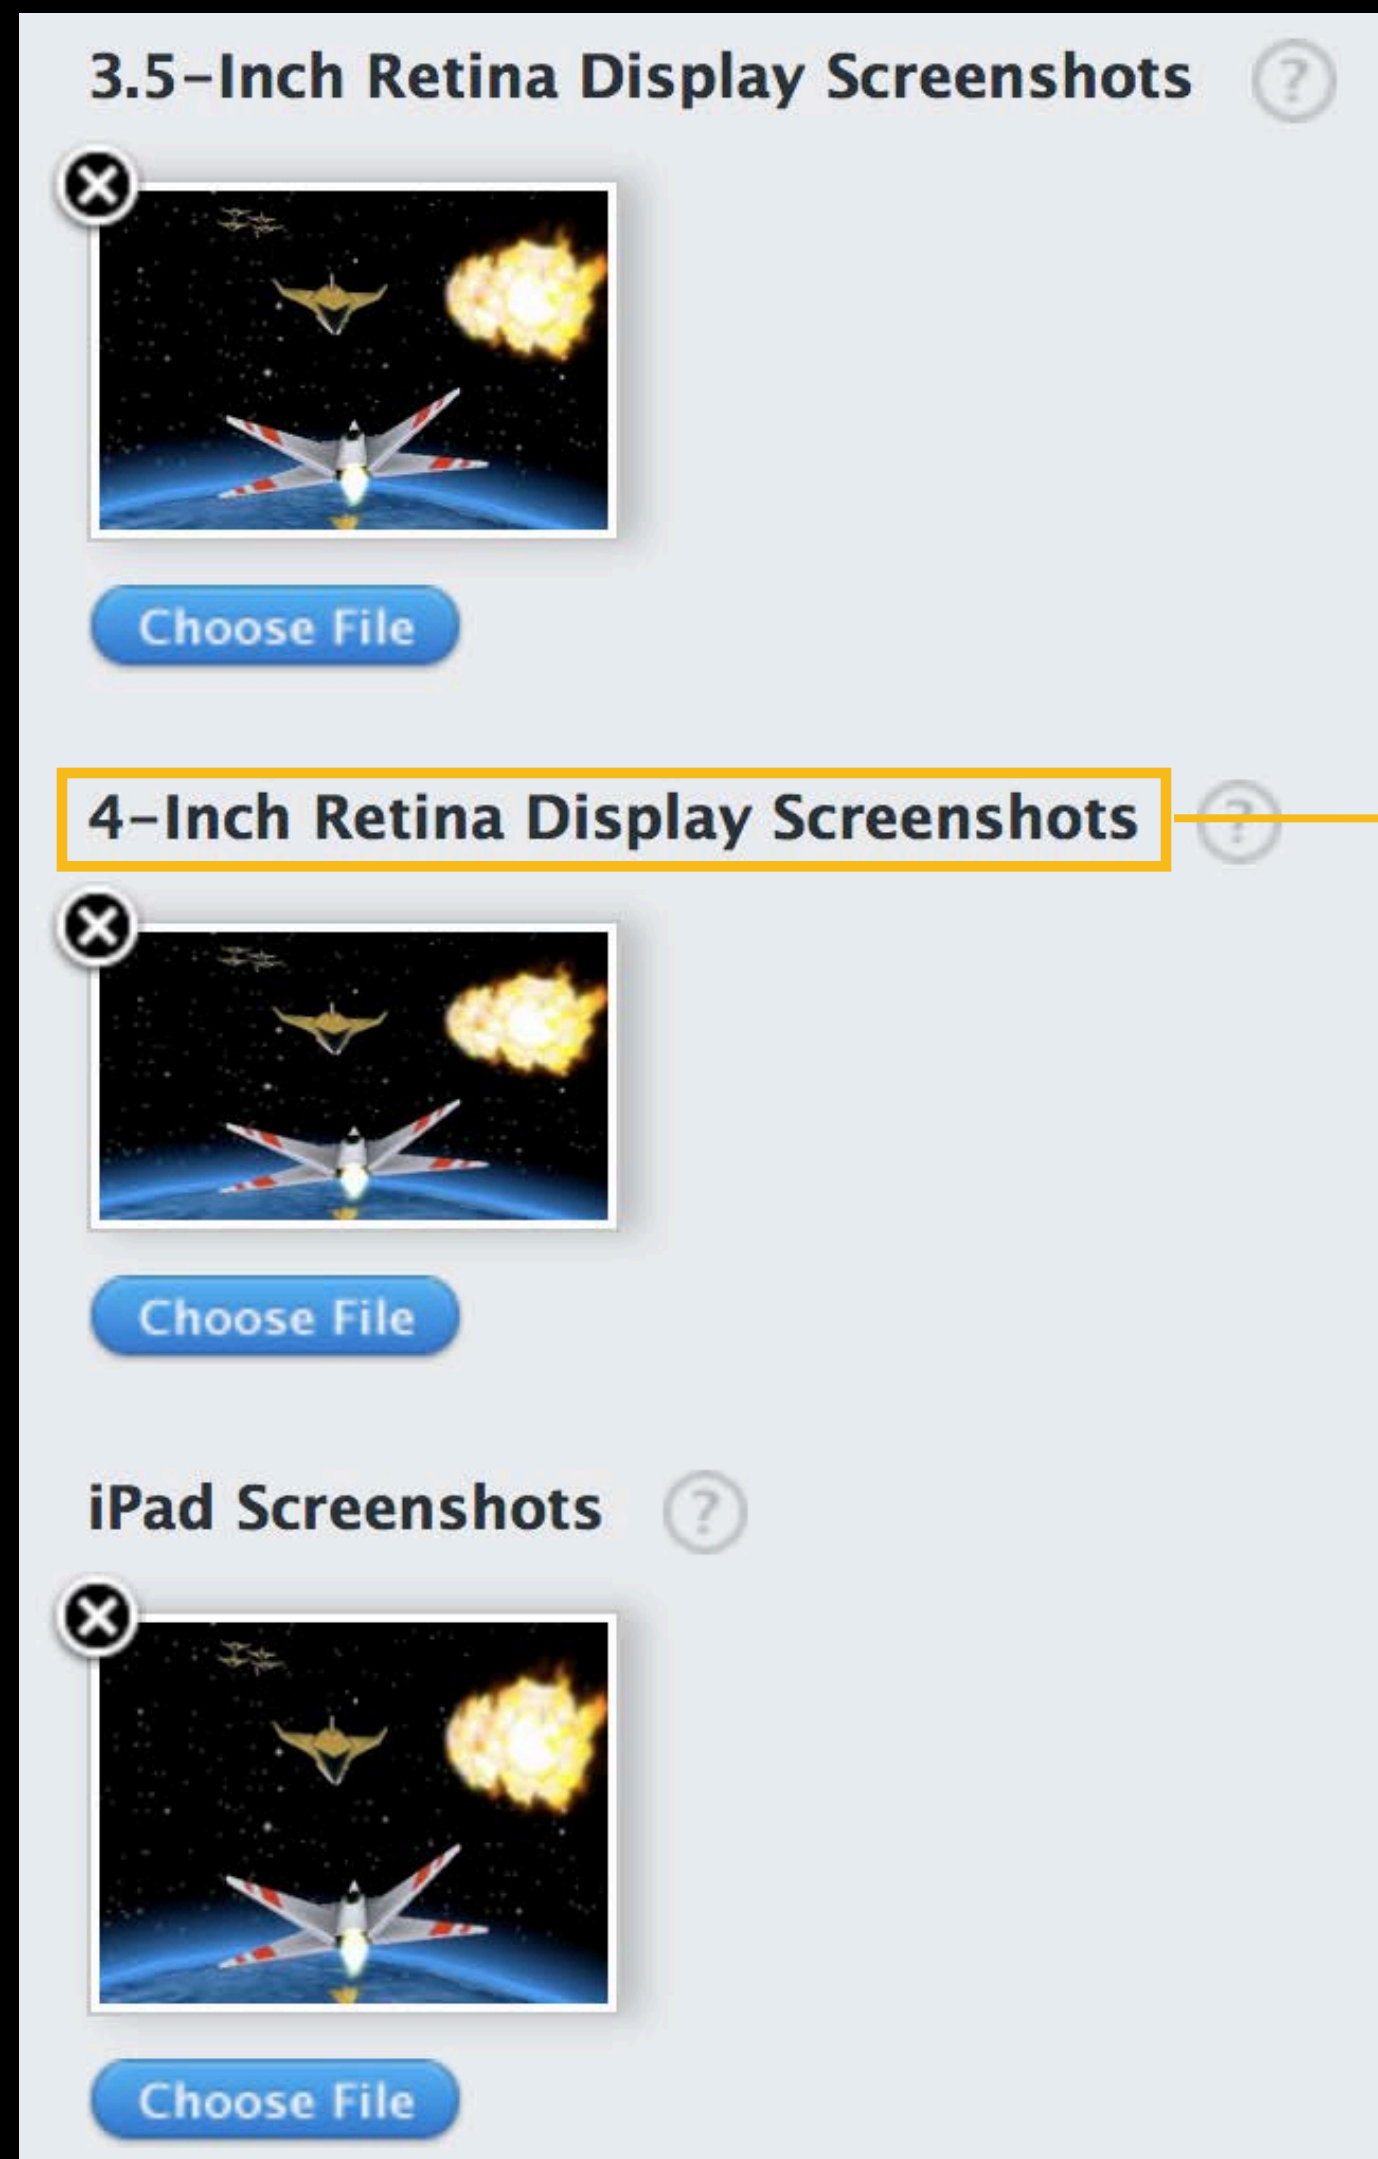 3.5-Inch Retina Display Screenshots ?
Choose File
4-Inch Retina Display Screenshots ?
Choose File
iPad Screenshots ?
Choose File